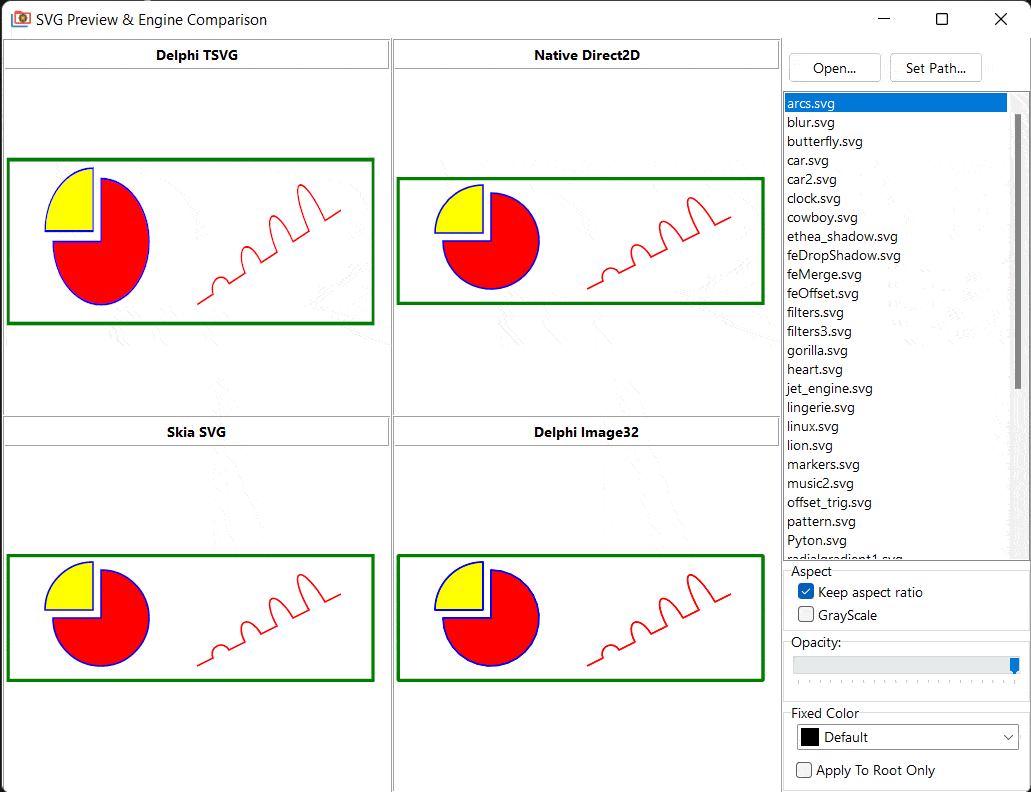 SVG Preview & Engine Comparison
Delphi TSVG
Native Direct2D
Open...
Set Path...
arcs.svg
blur.svg
butterfly.svg
car.svg
car2.svg
clock.svg
cowboy.svg
ethea_shadow.svg
feDropShadow.svg
feMerge.svg
feOffset.svg
filters.svg
filters3.svg
gorilla.svg
heart.svg
jet_engine.svg
lingerie.svg
linux.svg
lion.svg
markers.svg
music2.svg
offset_trig.svg
pattern.svg
Pyton.svg
radialgradient1.svg
Skia SVG
Delphi Image32
Aspect
Keep aspect ratio
GrayScale
Opacity:
Fixed Color
Default
Apply To Root Only